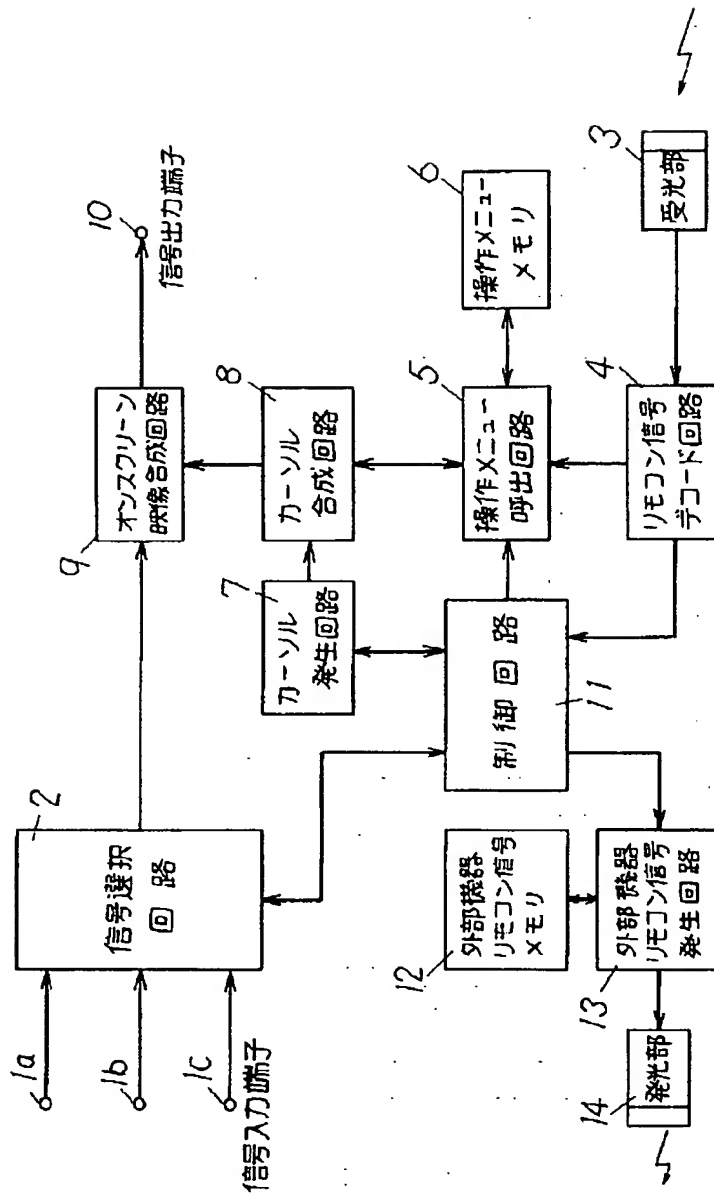 1a
1b
1c
信号入力端子
2
信号選択
回路
9
オンスクリーン
映像合成回路
10
信号出力端子
7
カーソル
発生回路
8
カーソル
合成回路
11
制御回路
5
操作メニュー
呼出回路
6
操作メニュー
メモリ
12
外部機器
リモコン信号
メモリ
13
外部機器
リモコン信号
発生回路
14
発光部
4
リモコン信号
デコード回路
3
受光部